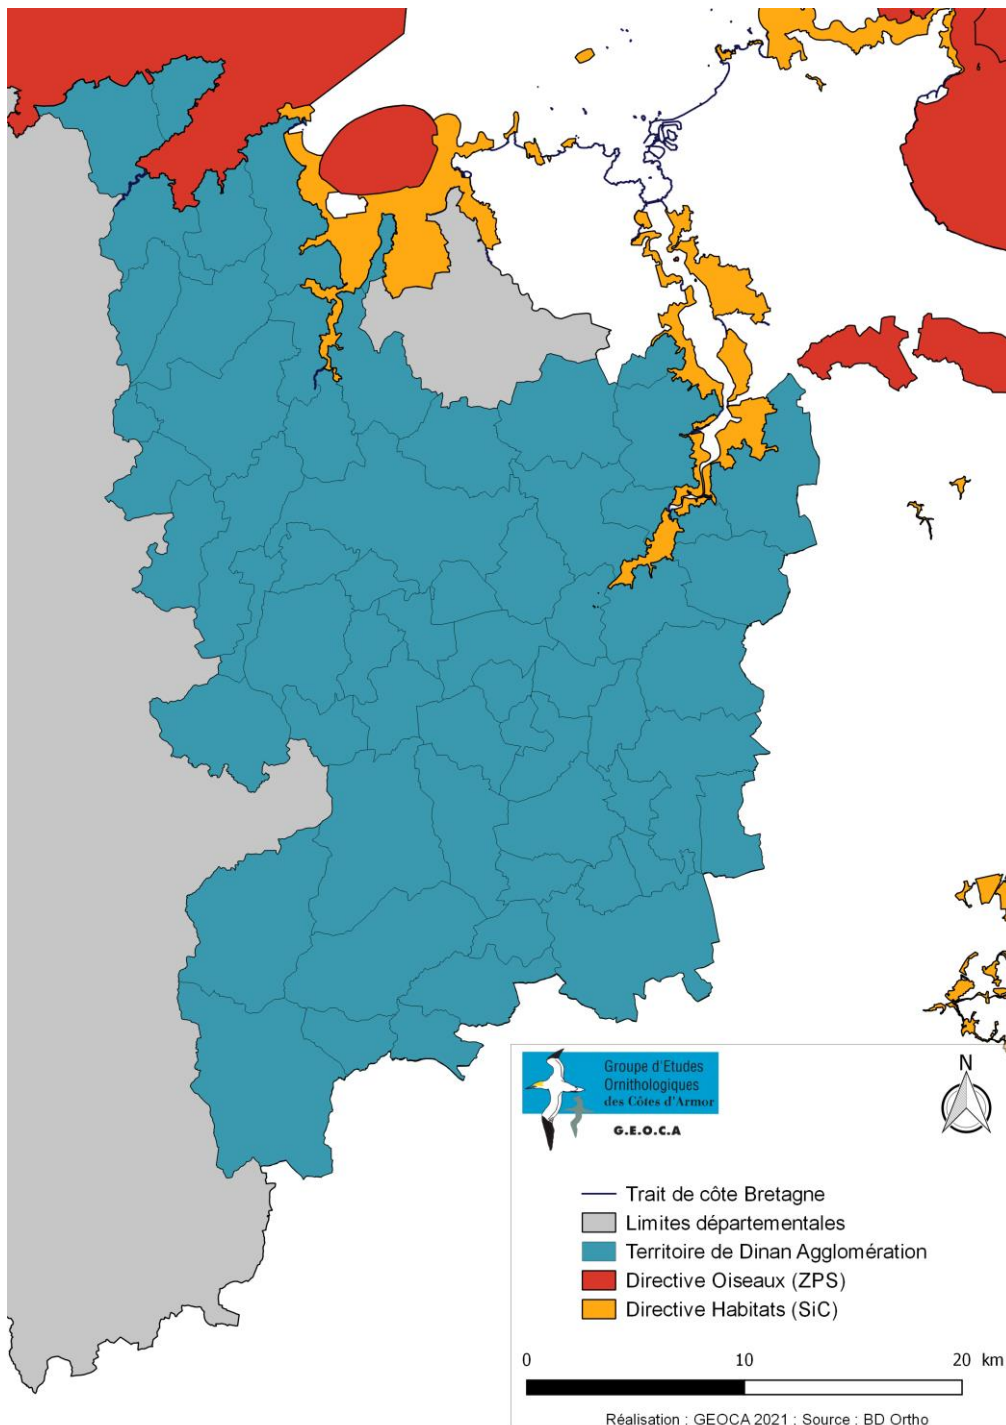 Groupe d'Etudes
Ornithologiques
des Côtes d'Armor
G.E.O.C.A
N
Trait de côte Bretagne
Limites départementales
Territoire de Dinan Agglomération
Directive Oiseaux (ZPS)
Directive Habitats (SiC)
0 10 20 km
Réalisation : GEOCA 2021 ; Source : BD Ortho